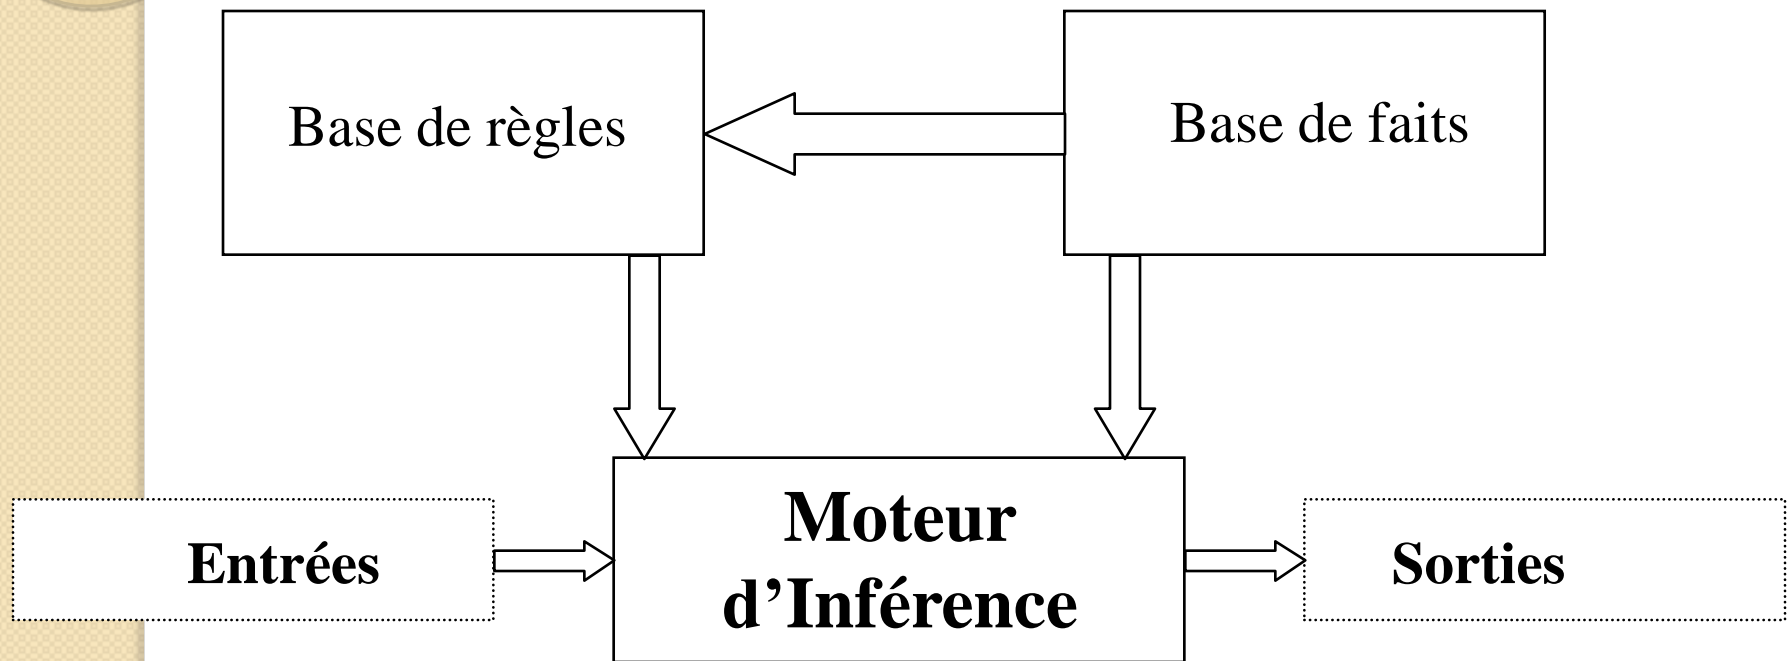 Base de règles
Base de faits
Moteur
d’Inférence
Entrées
Sorties